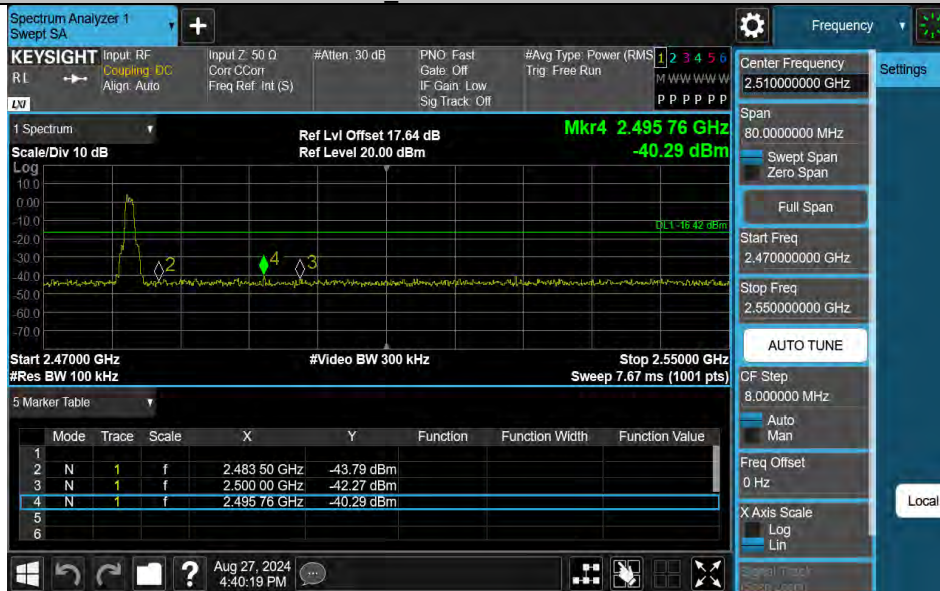 Spectrum Analyzer 1
Swept SA
+
Frequency
KEYSIGHT
RL
LXI
Input: RF
Coupling: DC
Align: Auto
Input Z: 50 Ω
Corr CCorr
Freq Ref: Int (S)
#Atten: 30 dB
PNO: Fast
Gate: Off
IF Gain: Low
Sig Track: Off
#Avg Type: Power (RMS
Trig: Free Run
1 2 3 4 5 6
M W W W W W
P P P P P P
Center Frequency
2.510000000 GHz
Settings
Span
80.0000000 MHz
Swept Span
Zero Span
Full Span
Start Freq
2.470000000 GHz
Stop Freq
2.550000000 GHz
AUTO TUNE
CF Step
8.000000 MHz
Auto
Man
Freq Offset
0 Hz
X Axis Scale
Log
Lin
Signal Track
Local
1 Spectrum
Scale/Div 10 dB
Ref Lvl Offset 17.64 dB
Ref Level 20.00 dBm
Mkr4 2.495 76 GHz
-40.29 dBm
Log
10.0
0.00
-10.0
-20.0
-30.0
-40.0
-50.0
-60.0
-70.0
DL1 -16.42 dBm
2
4
3
Start 2.47000 GHz
#Video BW 300 kHz
Stop 2.55000 GHz
#Res BW 100 kHz
Sweep 7.67 ms (1001 pts)
5 Marker Table
Mode Trace Scale X Y Function Function Width Function Value
1
2 N 1 f 2.483 50 GHz -43.79 dBm
3 N 1 f 2.500 00 GHz -42.27 dBm
4 N 1 f 2.495 76 GHz -40.29 dBm
5
6
?
Aug 27, 2024
4:40:19 PM